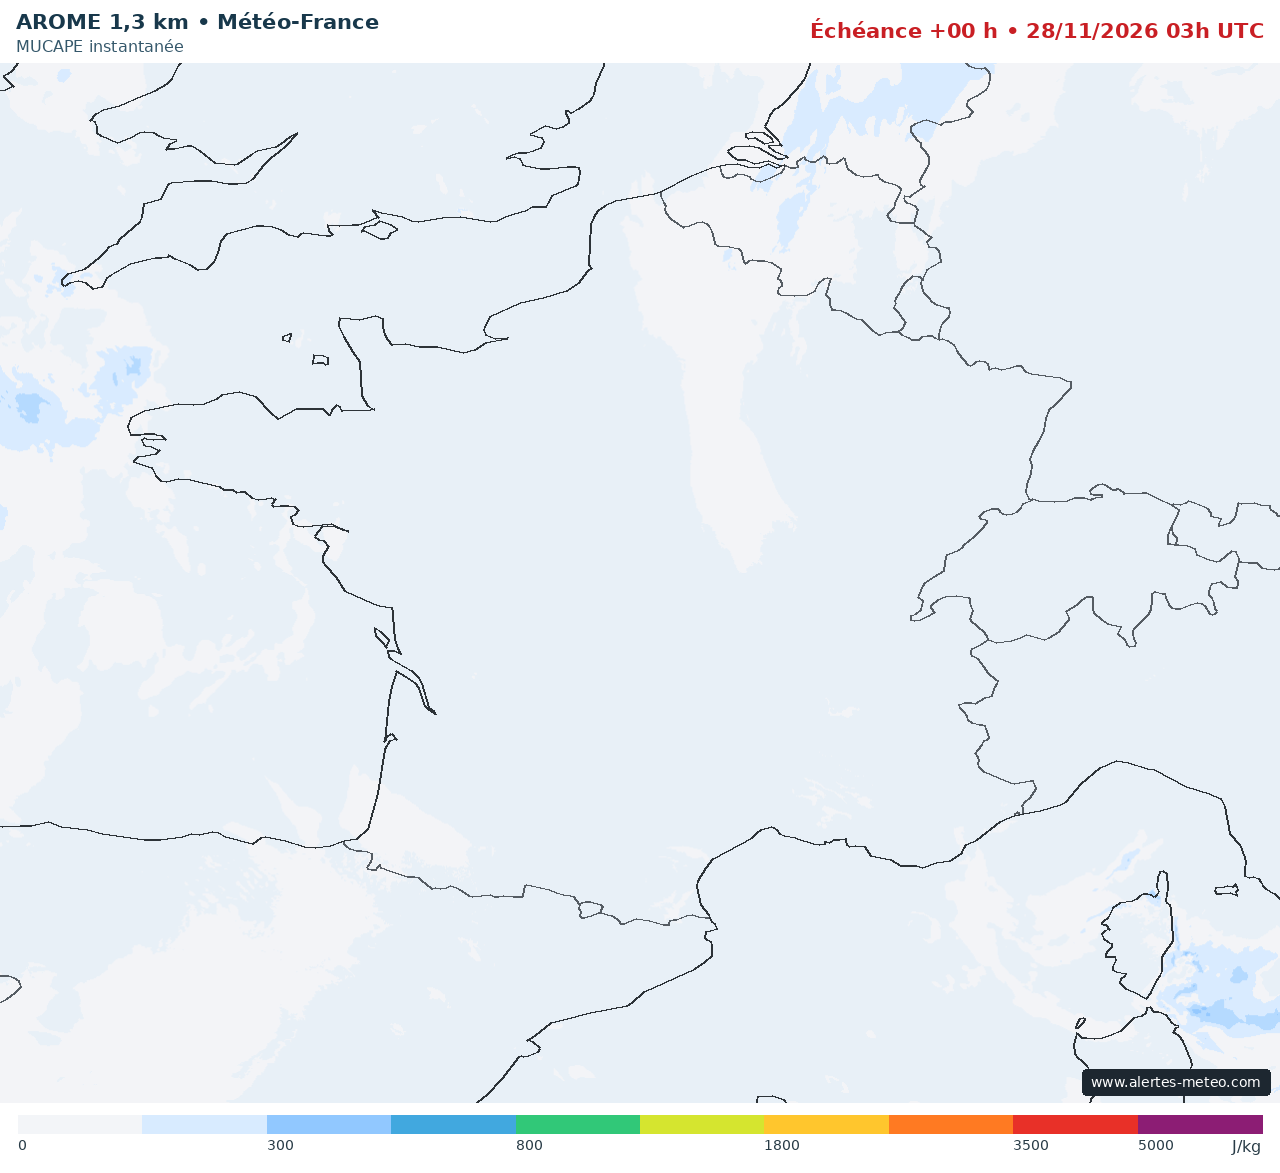 AROME 1,3 km • Météo-France
MUCAPE instantanée
Échéance +00 h • 28/11/2026 03h UTC
www.alertes-meteo.com
0 300 800 1800 3500 5000 J/kg